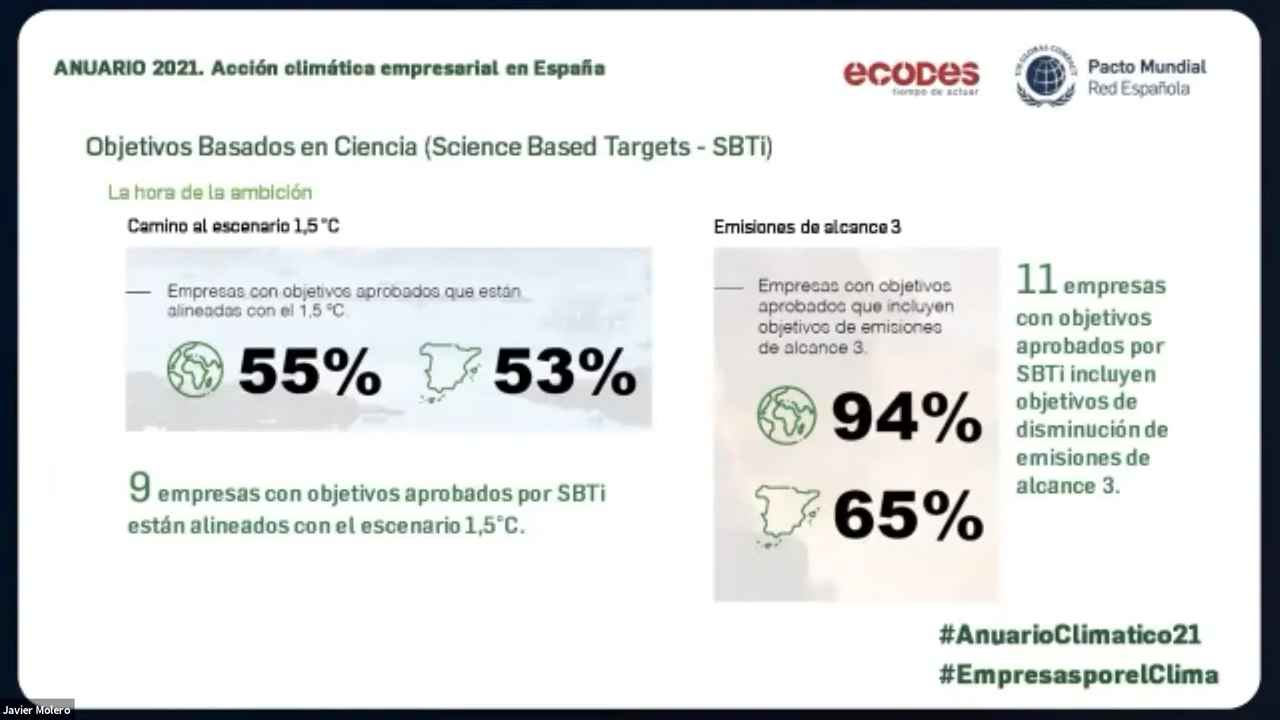 ANUARIO 2021. Acción climática empresarial en España
ecodes
tiempo de actuar
UN GLOBAL COMPACT
Pacto Mundial
Red Española
Objetivos Basados en Ciencia (Science Based Targets - SBTi)
La hora de la ambición
Camino al escenario 1,5 °C
Empresas con objetivos aprobados que están
alineadas con el 1,5 ºC.
55%
53%
9 empresas con objetivos aprobados por SBTi
están alineados con el escenario 1,5°C.
Emisiones de alcance 3
Empresas con objetivos
aprobados que incluyen
objetivos de emisiones
de alcance 3.
94%
65%
11 empresas
con objetivos
aprobados por
SBTi incluyen
objetivos de
disminución de
emisiones de
alcance 3.
#AnuarioClimatico21
#EmpresasporelClima
Javier Molero